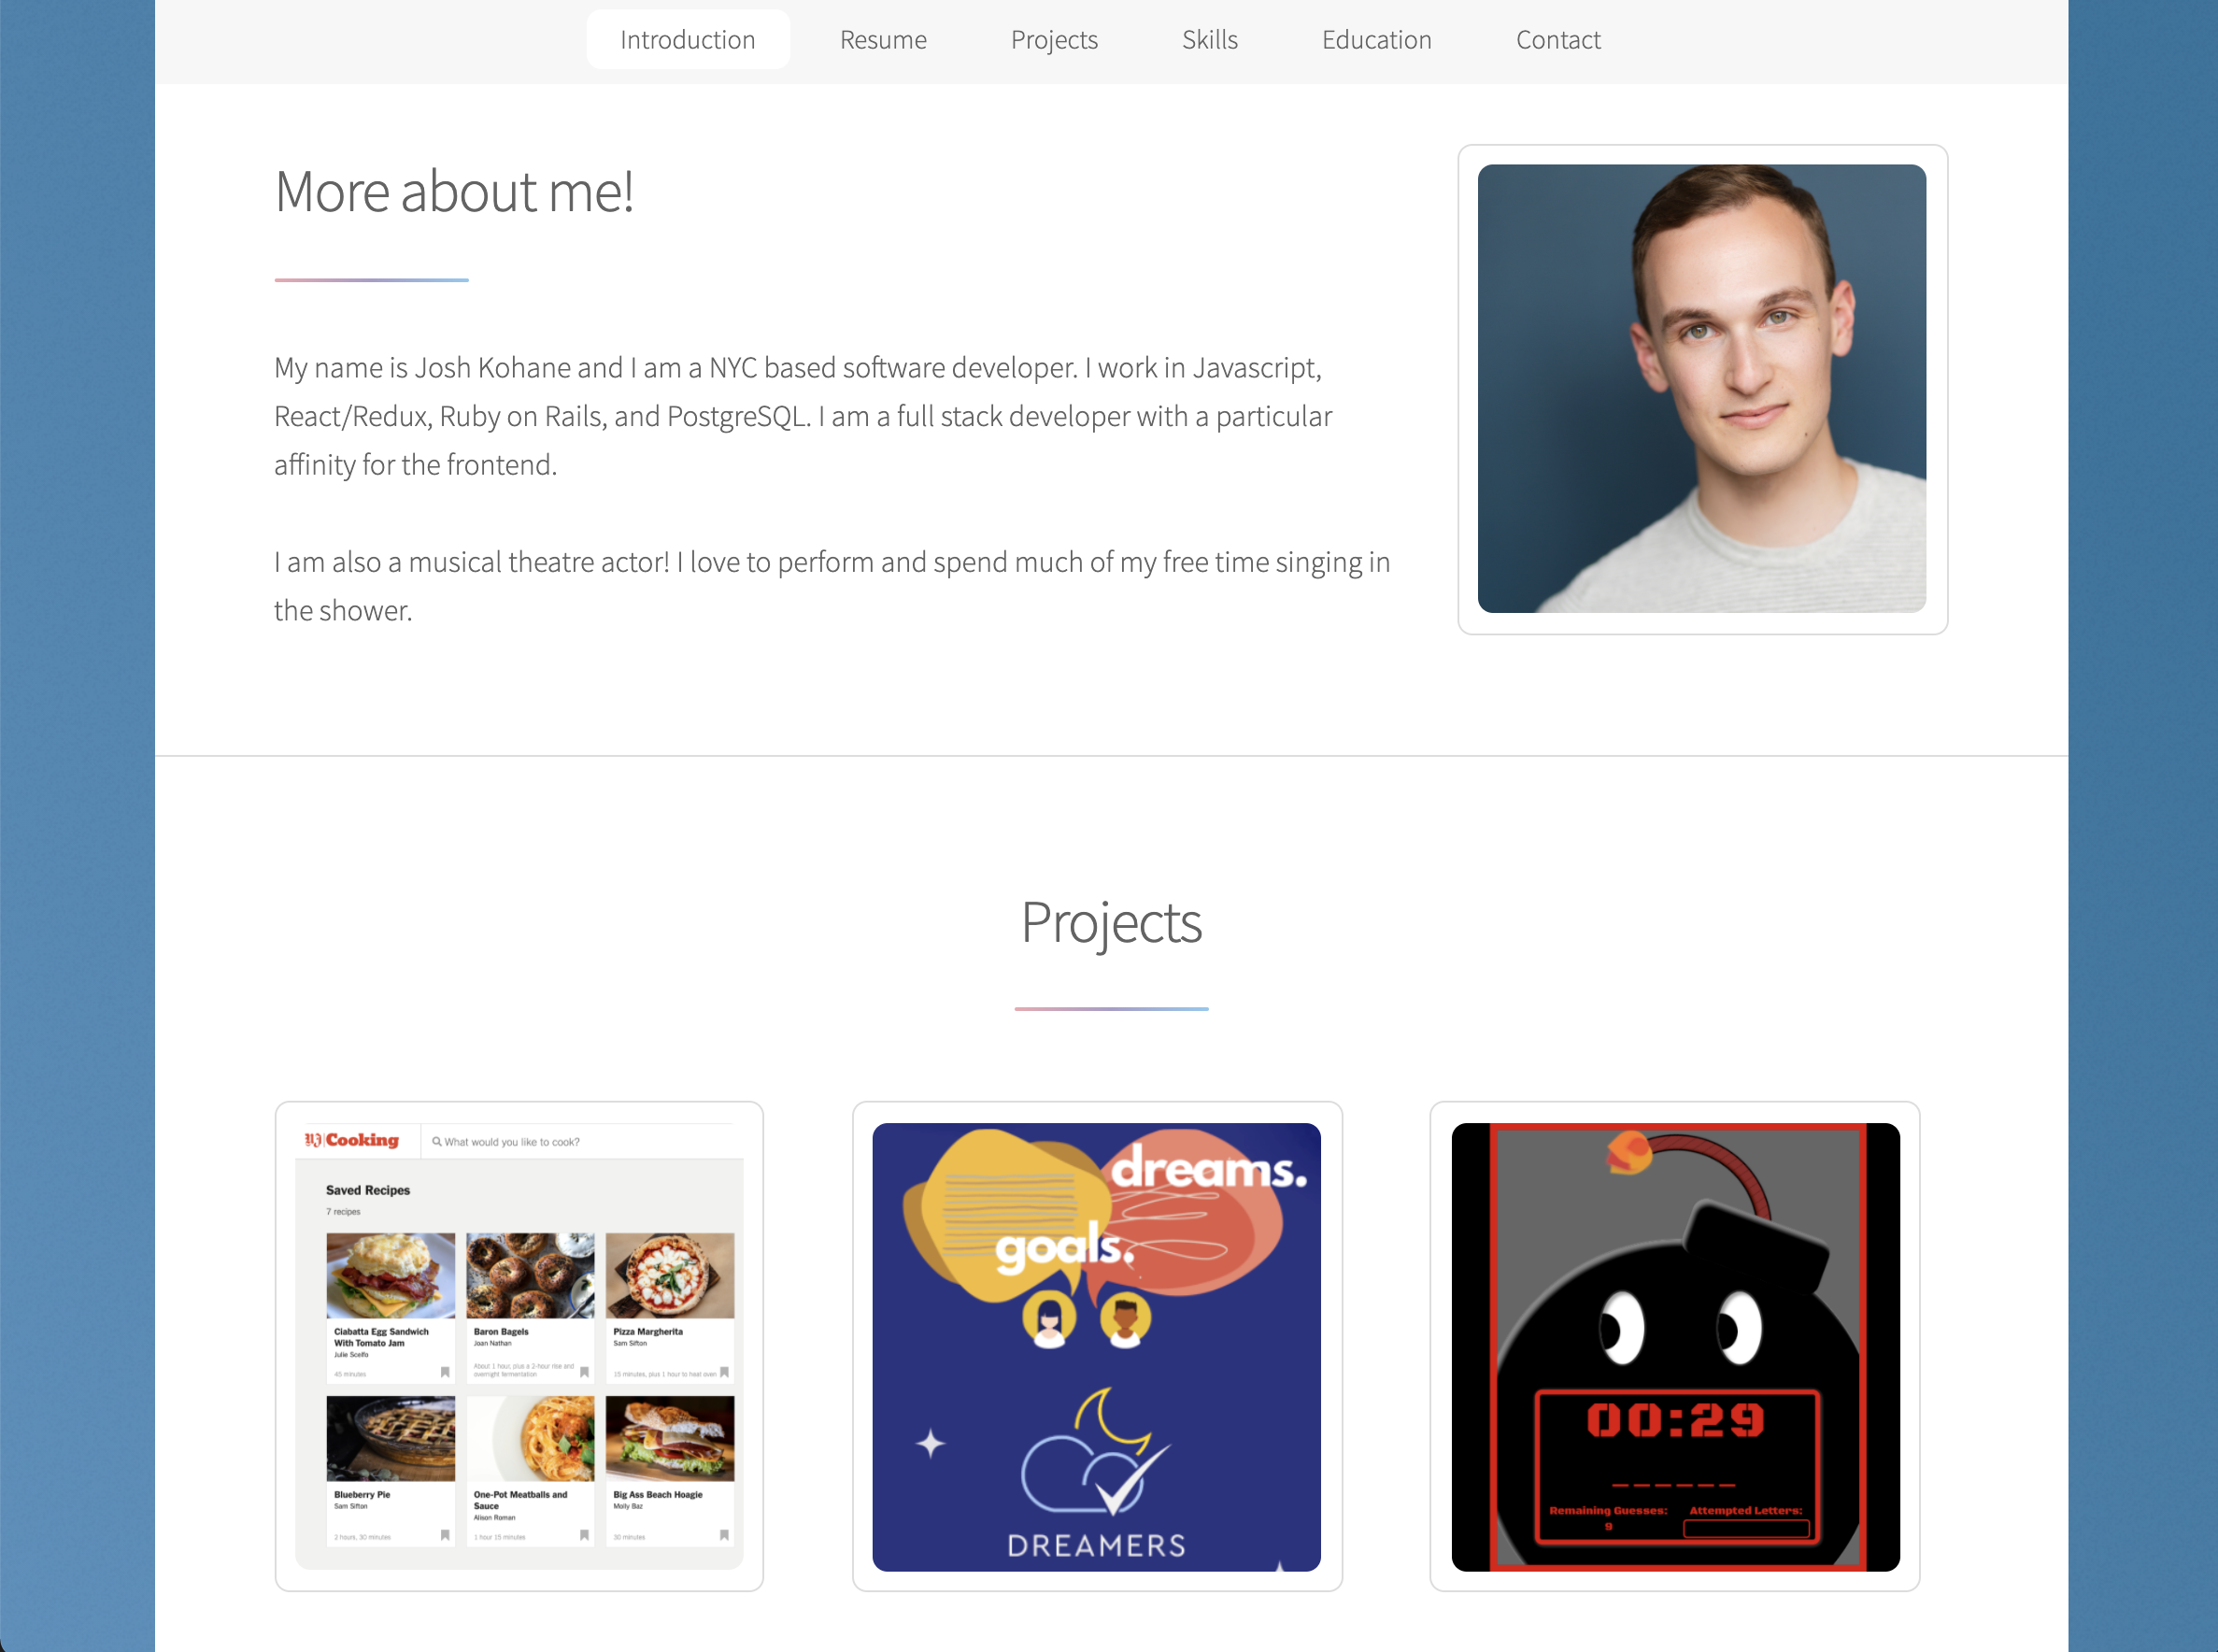 Introduction Resume Projects Skills Education Contact
More about me!
My name is Josh Kohane and I am a NYC based software developer. I work in Javascript,
React/Redux, Ruby on Rails, and PostgreSQL. I am a full stack developer with a particular
affinity for the frontend.
I am also a musical theatre actor! I love to perform and spend much of my free time singing in
the shower.
Projects
Cooking
What would you like to cook?
Saved Recipes
7 recipes
Ciabatta Egg Sandwich
With Tomato Jam
Julie Scelfo
45 minutes
Baron Bagels
Joan Nathan
About 1 hour, plus a 2-hour rise and
overnight fermentation
Pizza Margherita
Sam Sifton
15 minutes, plus 1 hour to heat oven
Blueberry Pie
Sam Sifton
2 hours, 30 minutes
One-Pot Meatballs and
Sauce
Alison Roman
1 hour 15 minutes
Big Ass Beach Hoagie
Molly Baz
30 minutes
dreams.
goals.
DREAMERS
00:29
Remaining Guesses:
9
Attempted Letters: